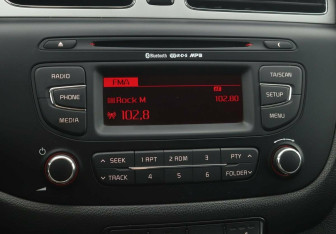 Bluetooth MP3
RADIO
TA/SCAN
FMA
PHONE
SETUP
Rock M 102.80
MEDIA
MENU
102.8
∧ SEEK 1 RPT 2 RDM 3 PTY ∧
∨ TRACK 4 5 6 FOLDER ∨